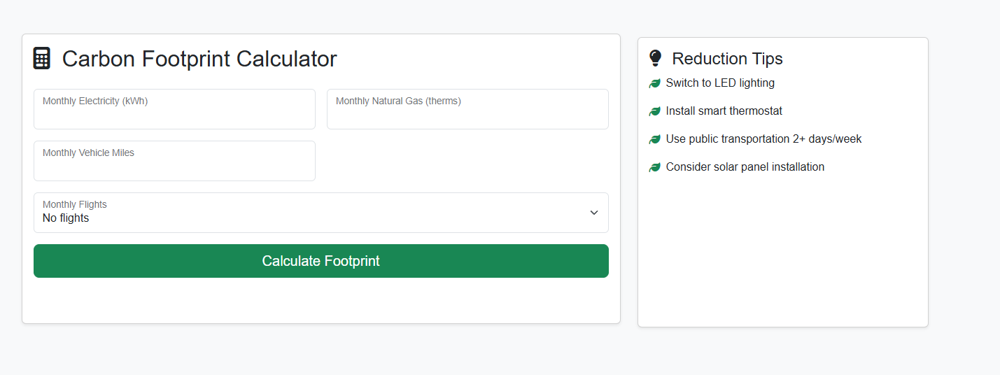 Carbon Footprint Calculator
Monthly Electricity (kWh)
Monthly Natural Gas (therms)
Monthly Vehicle Miles
Monthly Flights
No flights
Calculate Footprint
Reduction Tips
Switch to LED lighting
Install smart thermostat
Use public transportation 2+ days/week
Consider solar panel installation